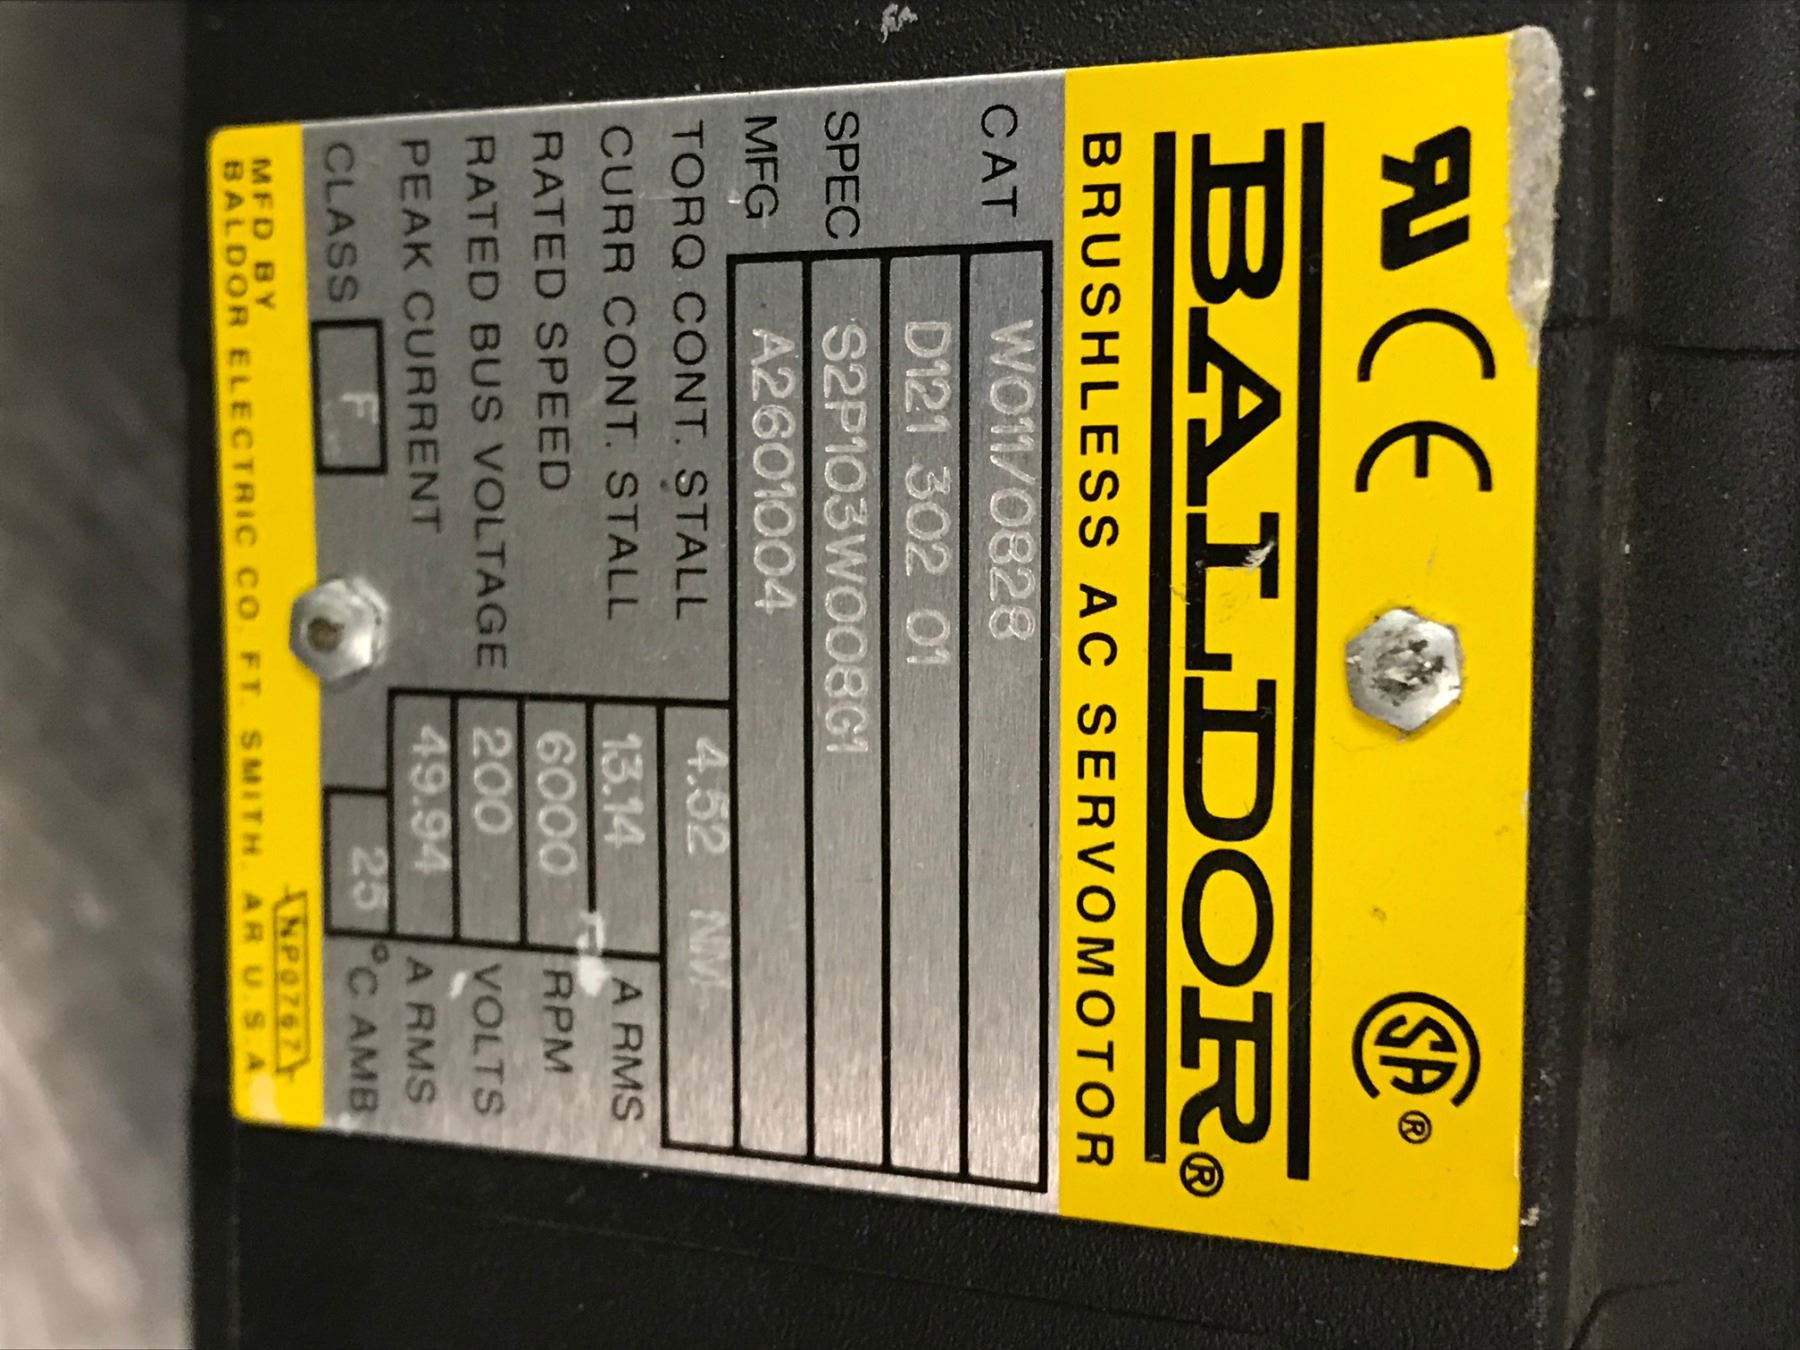 BALDOR®
BRUSHLESS AC SERVOMOTOR
CAT W011/0828
D121 302 01
SPEC S2P103W008G1
MFG A2601004
TORQ CONT. STALL 4.52 NM
CURR CONT. STALL 13.14 A RMS
RATED SPEED 6000 RPM
RATED BUS VOLTAGE 200 VOLTS
PEAK CURRENT 49.94 A RMS
CLASS F 25 °C AMB
MFD BY NP0767
BALDOR ELECTRIC CO. FT. SMITH. AR U.S.A